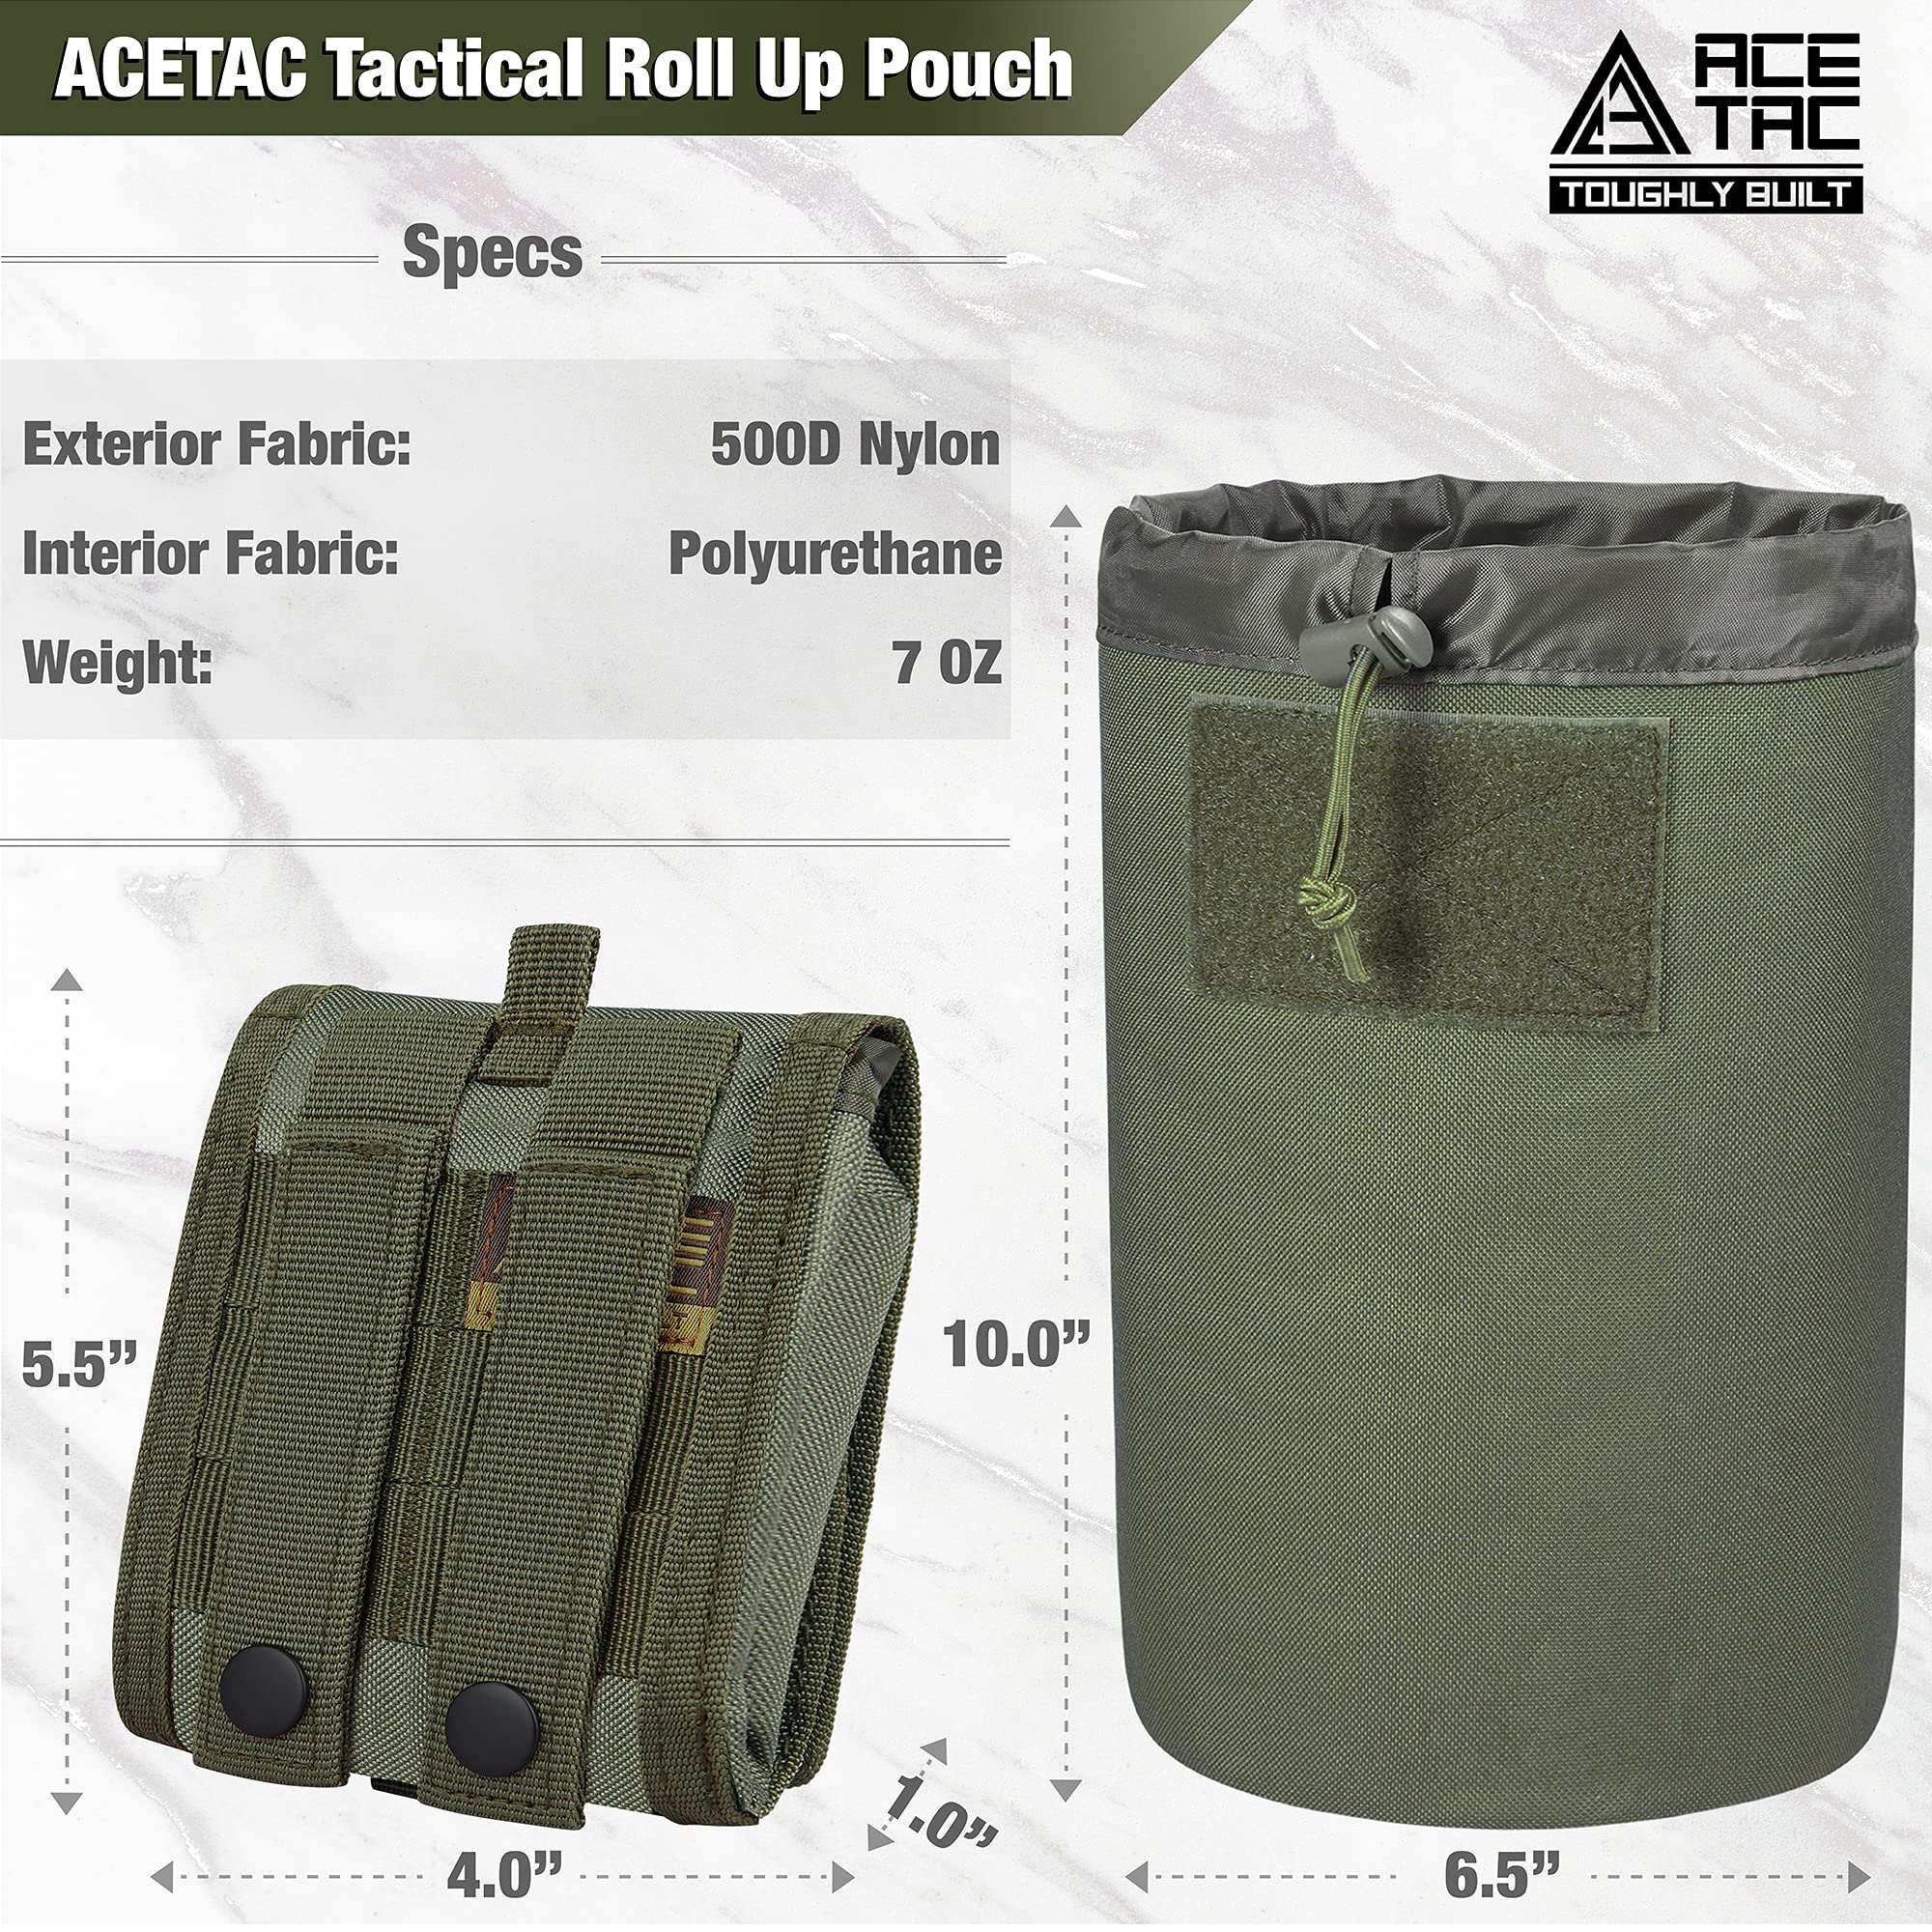 ACETAC Tactical Roll Up Pouch
ACE
TAC
TOUGHLY BUILT
Specs
Exterior Fabric: 500D Nylon
Interior Fabric: Polyurethane
Weight: 7 OZ
5.5”
10.0”
1.0”
4.0”
6.5”